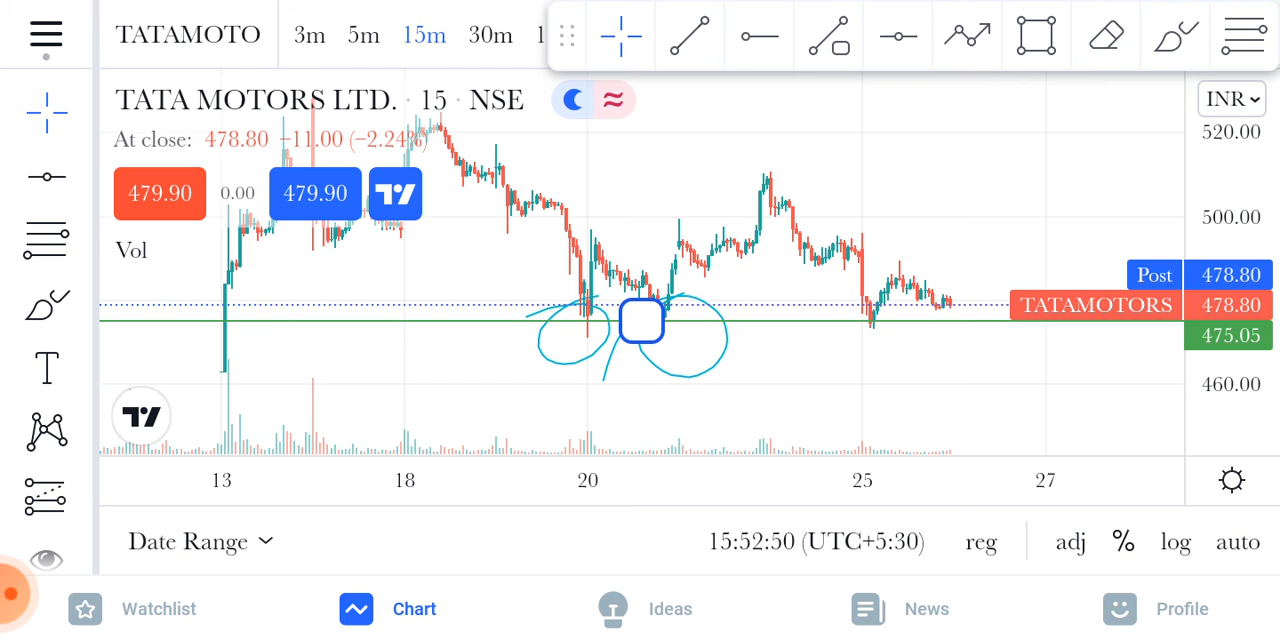 TATAMOTO 3m 5m 15m 30m 1
TATA MOTORS LTD. · 15 · NSE
INR
At close: 478.80 −11.00 (−2.24%)
520.00
479.90 0.00 479.90
500.00
Vol
Post 478.80
TATAMOTORS 478.80
475.05
460.00
13 18 20 25 27
Date Range 15:52:50 (UTC+5:30) reg adj % log auto
Watchlist Chart Ideas News Profile